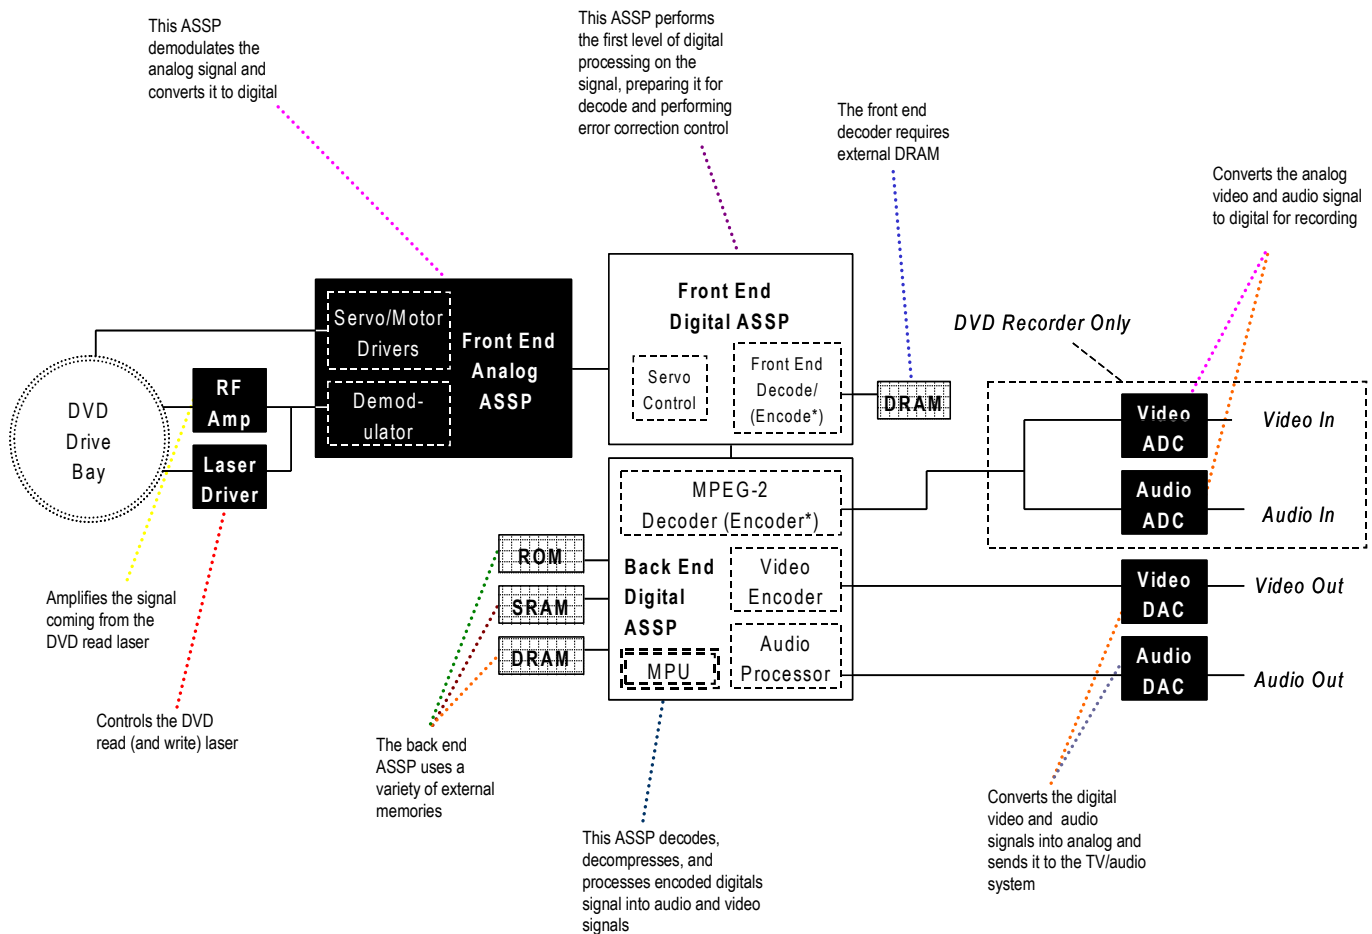 This ASSP
demodulates the
analog signal and
converts it to digital
This ASSP performs
the first level of digital
processing on the
signal, preparing it for
decode and performing
error correction control
The front end
decoder requires
external DRAM
Converts the analog
video and audio signal
to digital for recording
Servo/Motor
Drivers
Front End
Analog
ASSP
Demod-
ulator
Front End
Digital ASSP
Servo
Control
Front End
Decode/
(Encode*)
DRAM
DVD Recorder Only
DVD
Drive
Bay
RF
Amp
Laser
Driver
Video
ADC
Video In
Audio
ADC
Audio In
MPEG-2
Decoder (Encoder*)
ROM
SRAM
DRAM
Back End
Digital
ASSP
MPU
Video
Encoder
Audio
Processor
Video
DAC
Video Out
Audio
DAC
Audio Out
Amplifies the signal
coming from the
DVD read laser
Controls the DVD
read (and write) laser
The back end
ASSP uses a
variety of external
memories
This ASSP decodes,
decompresses, and
processes encoded digitals
signal into audio and video
signals
Converts the digital
video and audio
signals into analog and
sends it to the TV/audio
system